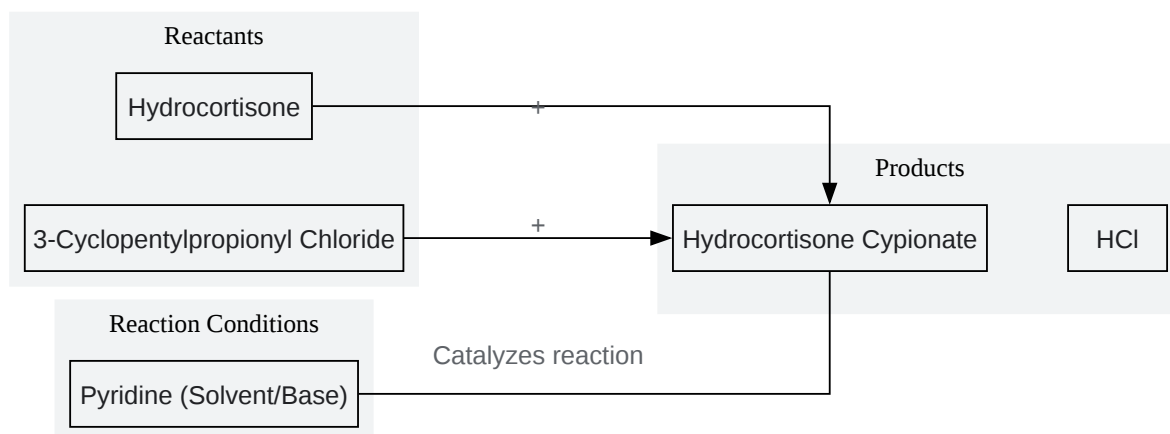 Reactants
Hydrocortisone
+
Products
3-Cyclopentylpropionyl Chloride
+
Hydrocortisone Cypionate
HCl
Reaction Conditions
Catalyzes reaction
Pyridine (Solvent/Base)